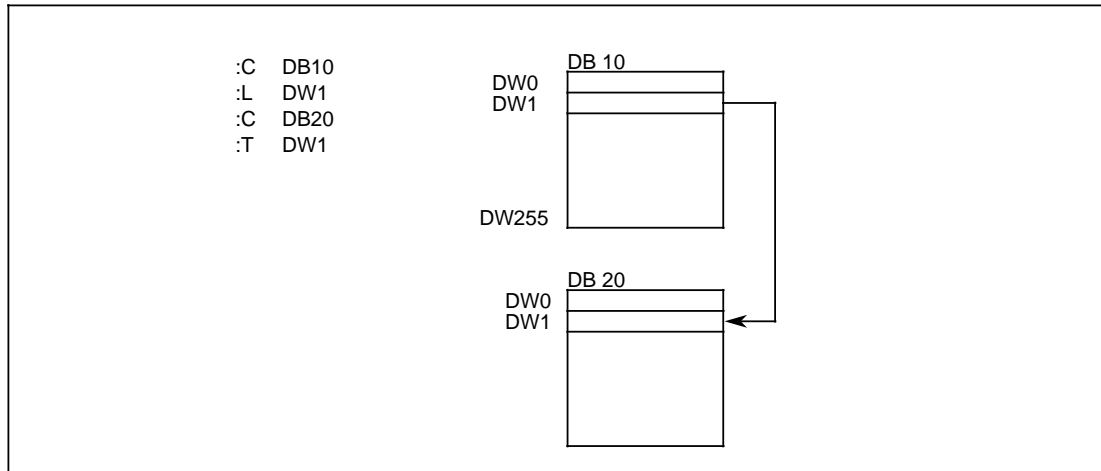 :C DB10
:L DW1
:C DB20
:T DW1
DB 10
DW0
DW1
DW255
DB 20
DW0
DW1